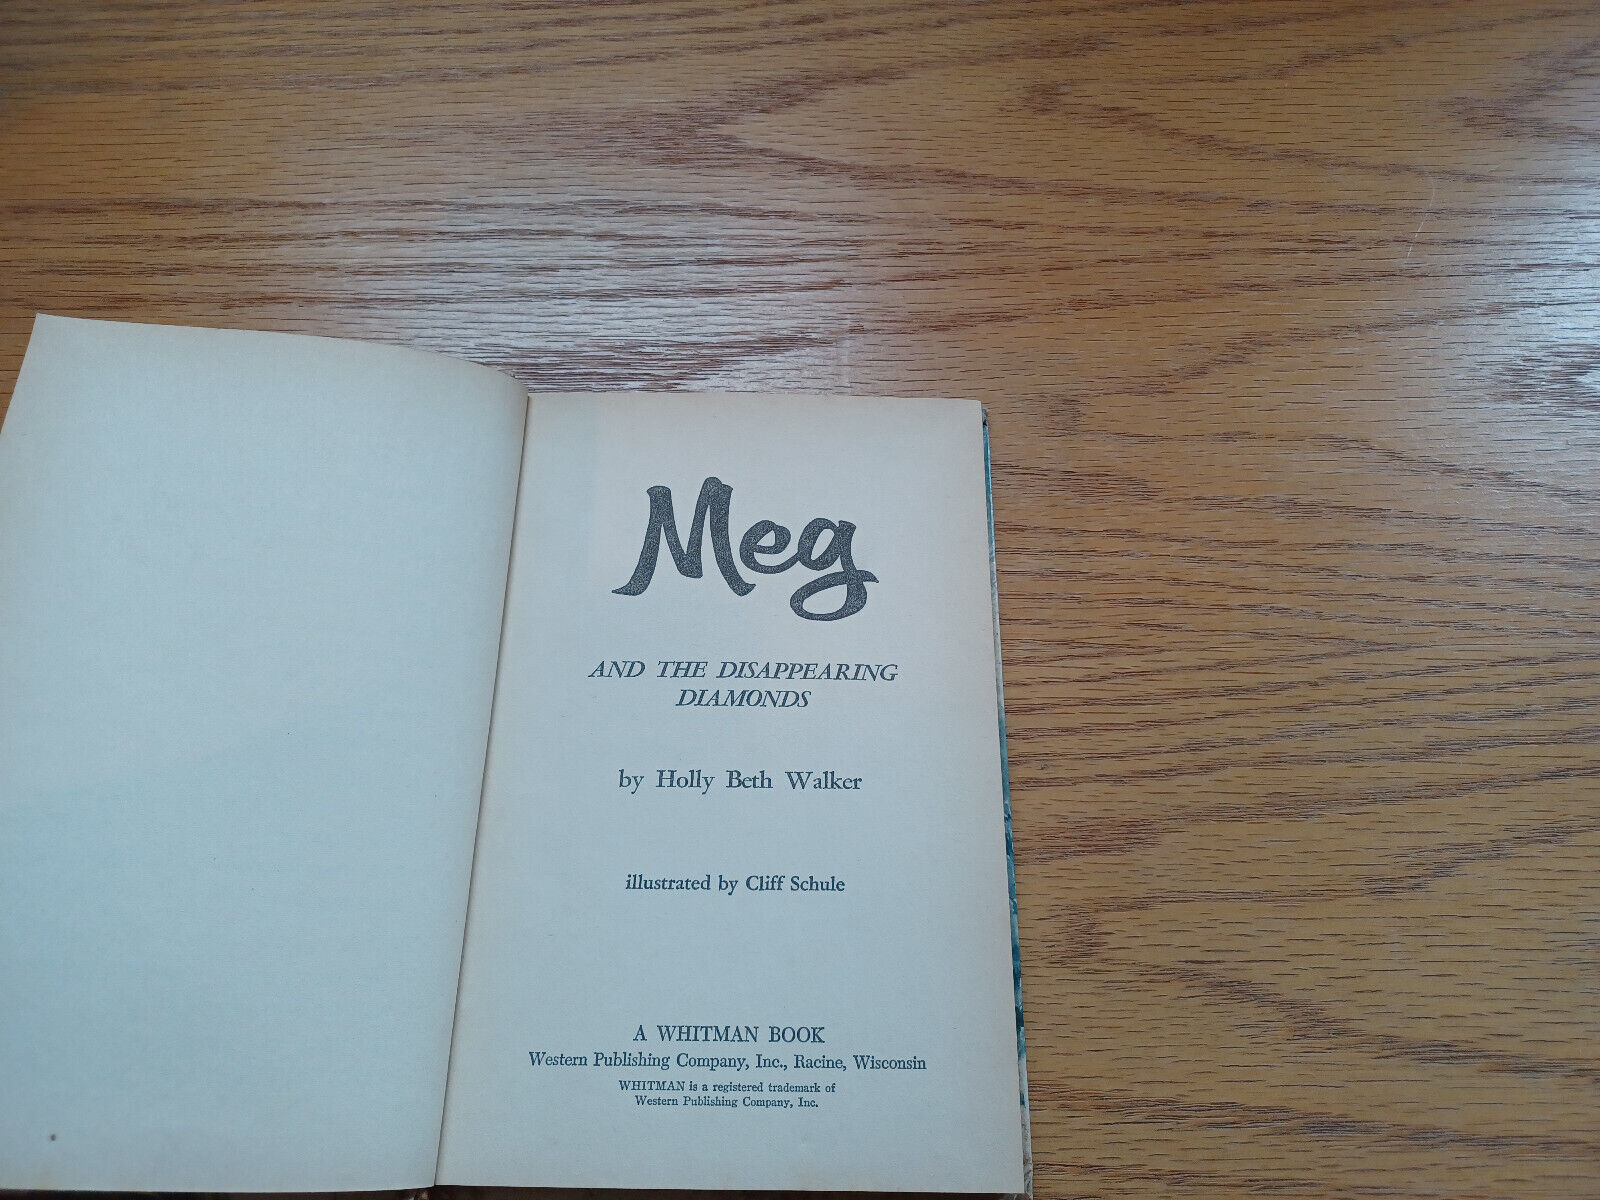 Meg
AND THE DISAPPEARING
DIAMONDS
by Holly Beth Walker
illustrated by Cliff Schule
A WHITMAN BOOK
Western Publishing Company, Inc., Racine, Wisconsin
WHITMAN is a registered trademark of
Western Publishing Company, Inc.